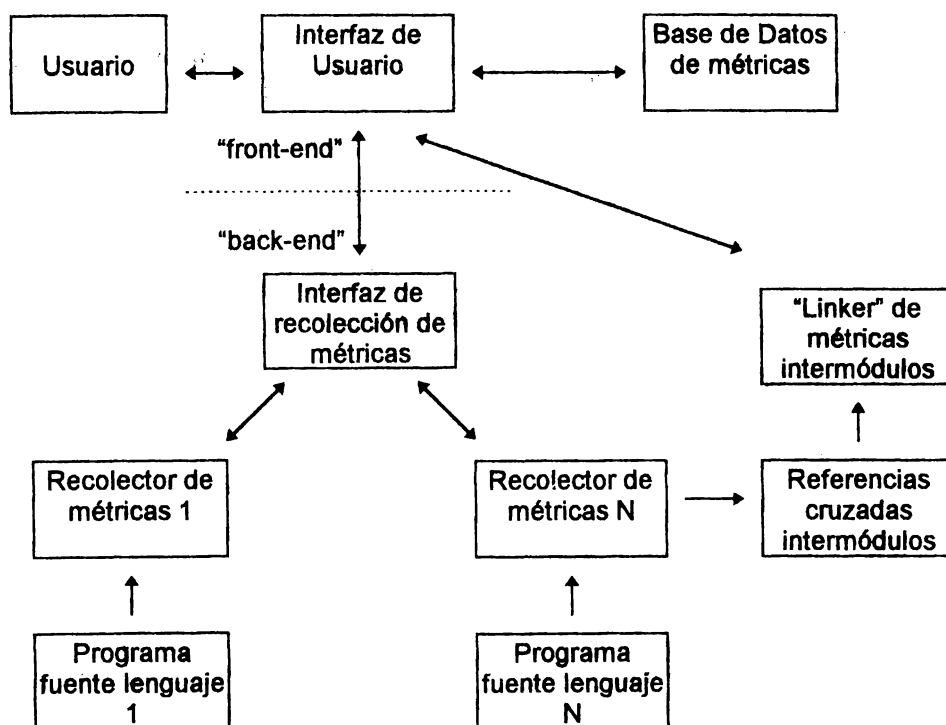 Usuario
Interfaz de
Usuario
Base de Datos
de métricas
"front-end"
"back-end"
Interfaz de
recolección de
métricas
"Linker" de
métricas
intermódulos
Recolector de
métricas 1
Recolector de
métricas N
Referencias
cruzadas
intermódulos
Programa
fuente lenguaje
1
Programa
fuente lenguaje
N